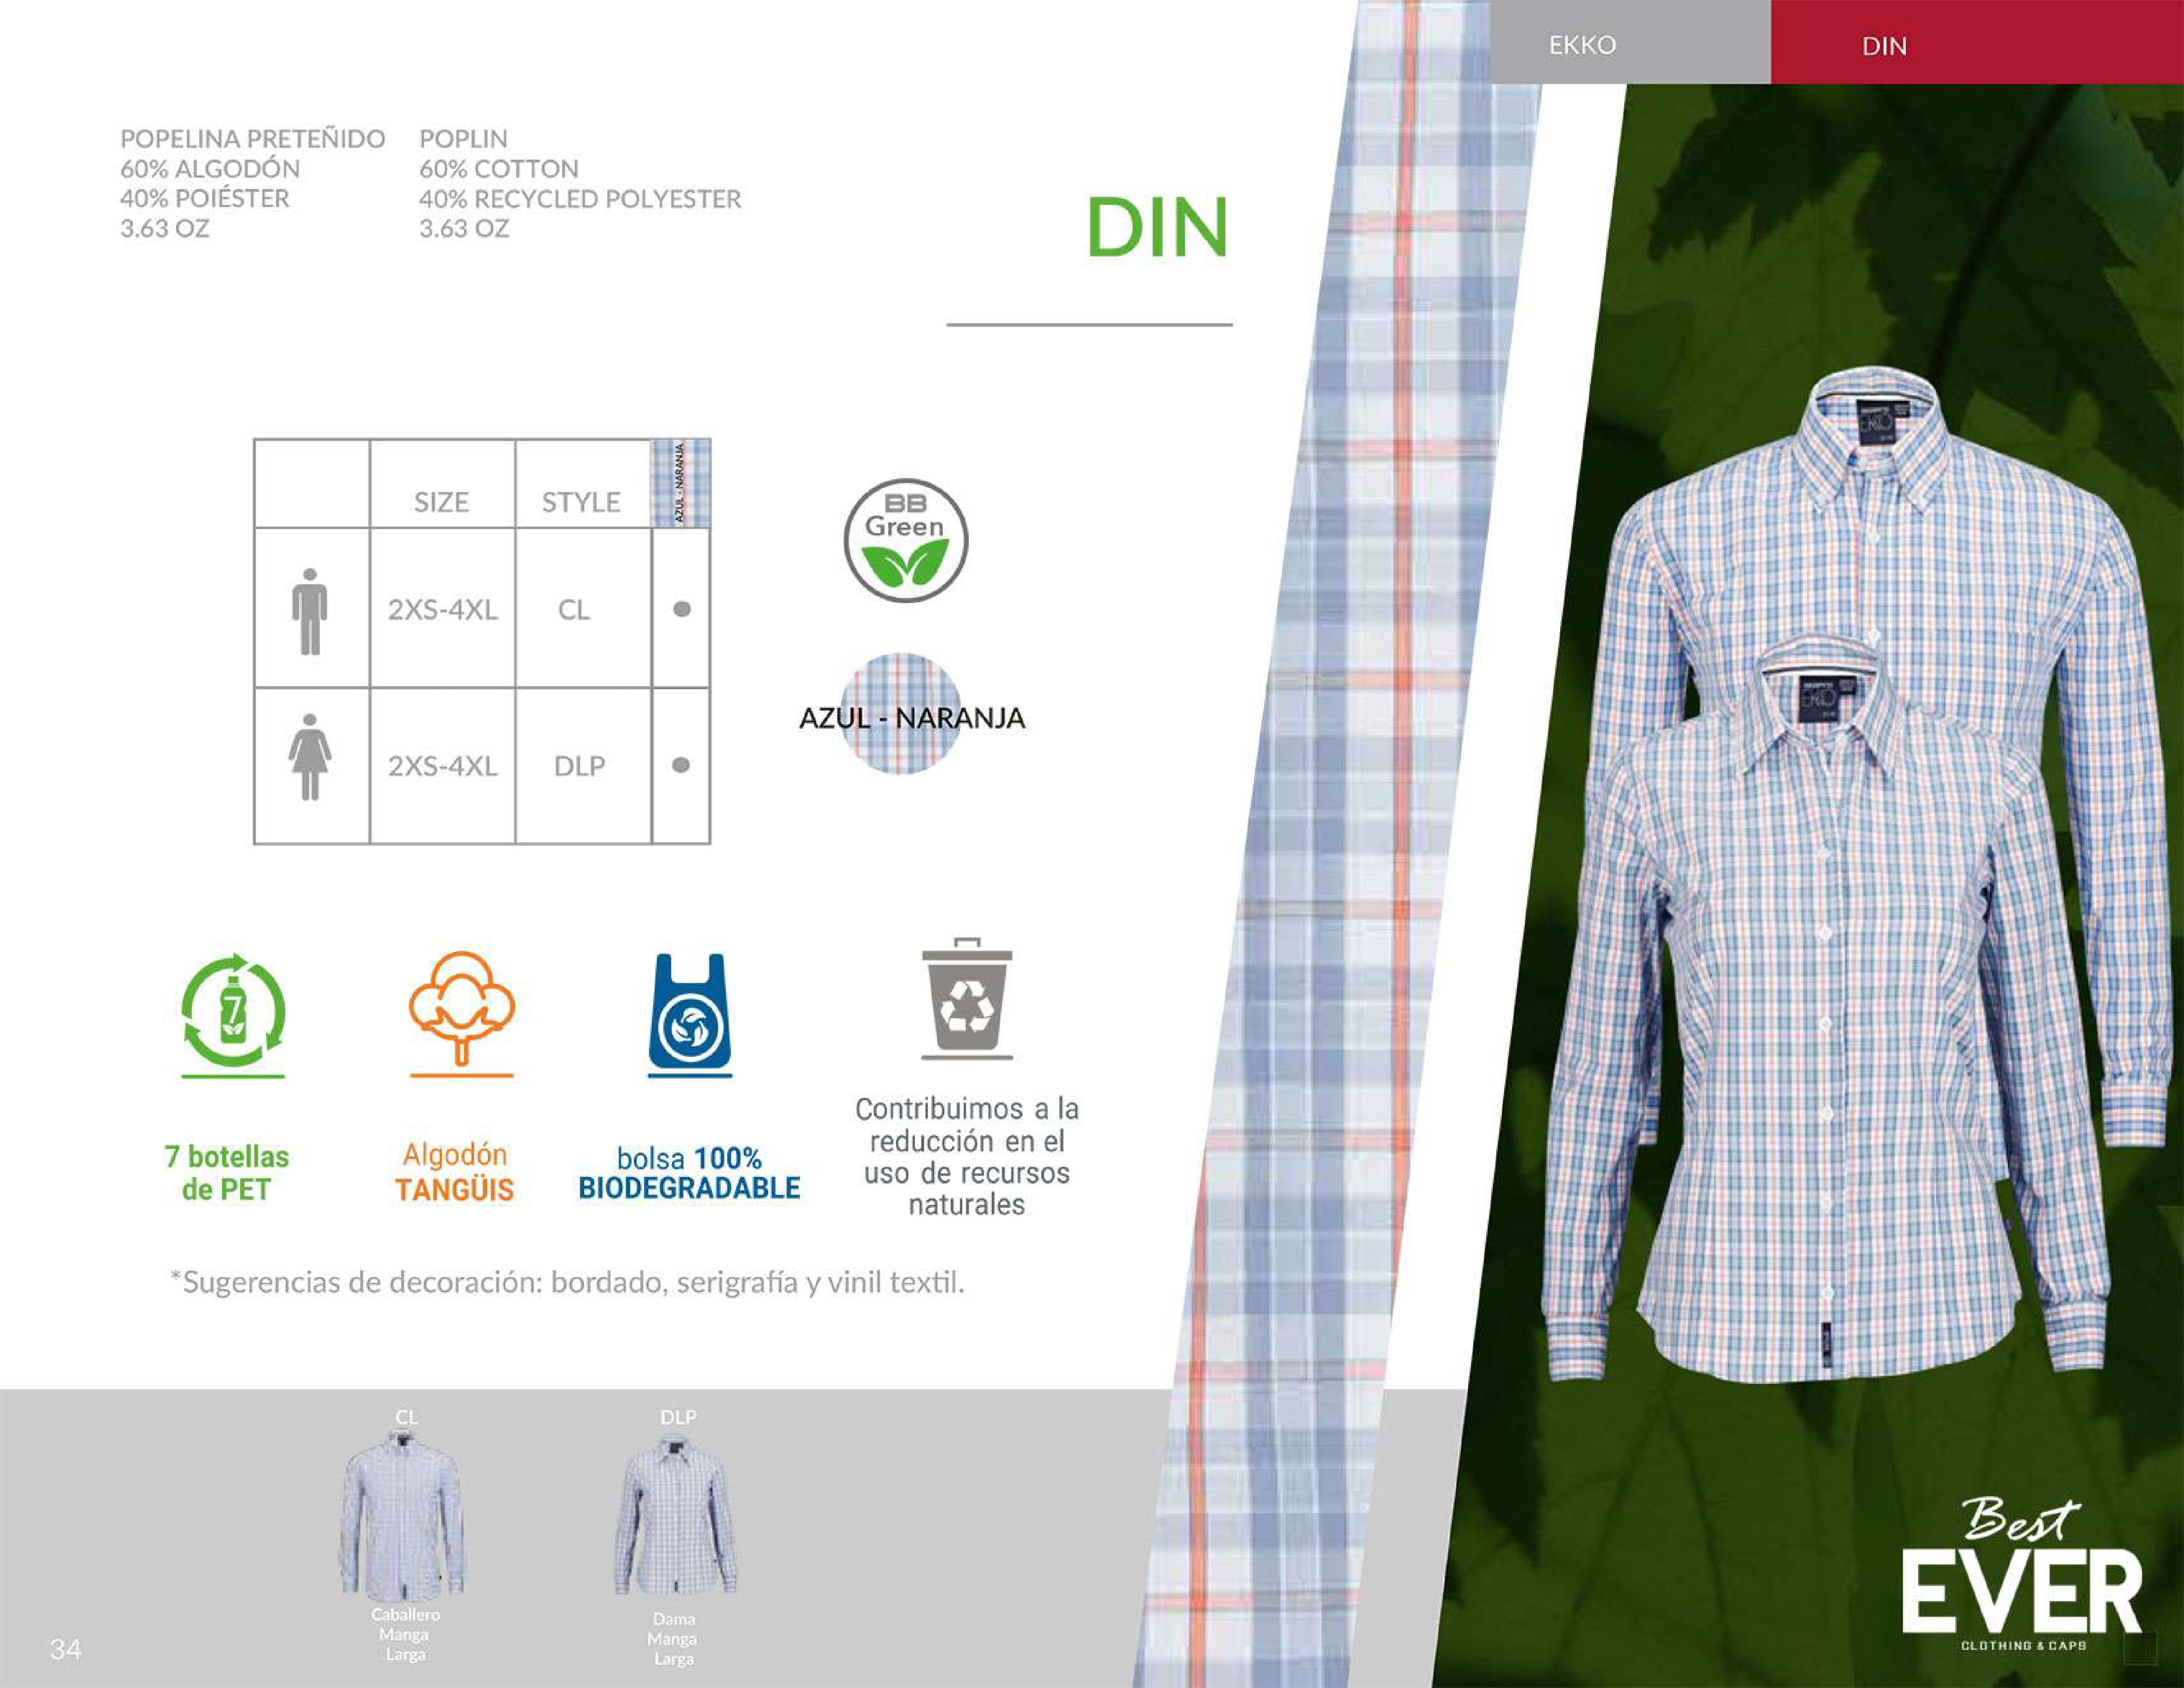 EKKO
DIN
POPELINA PRETEÑIDO
60% ALGODÓN
40% POIÉSTER
3.63 OZ
POPLIN
60% COTTON
40% RECYCLED POLYESTER
3.63 OZ
DIN
SIZE
STYLE
AZUL - NARANJA
2XS-4XL
CL
2XS-4XL
DLP
BB
Green
AZUL - NARANJA
7
7 botellas
de PET
Algodón
TANGÜIS
bolsa 100%
BIODEGRADABLE
Contribuimos a la
reducción en el
uso de recursos
naturales
*Sugerencias de decoración: bordado, serigrafía y vinil textil.
CL
Caballero
Manga
Larga
DLP
Dama
Manga
Larga
34
Best
EVER
CLOTHING & CAPS